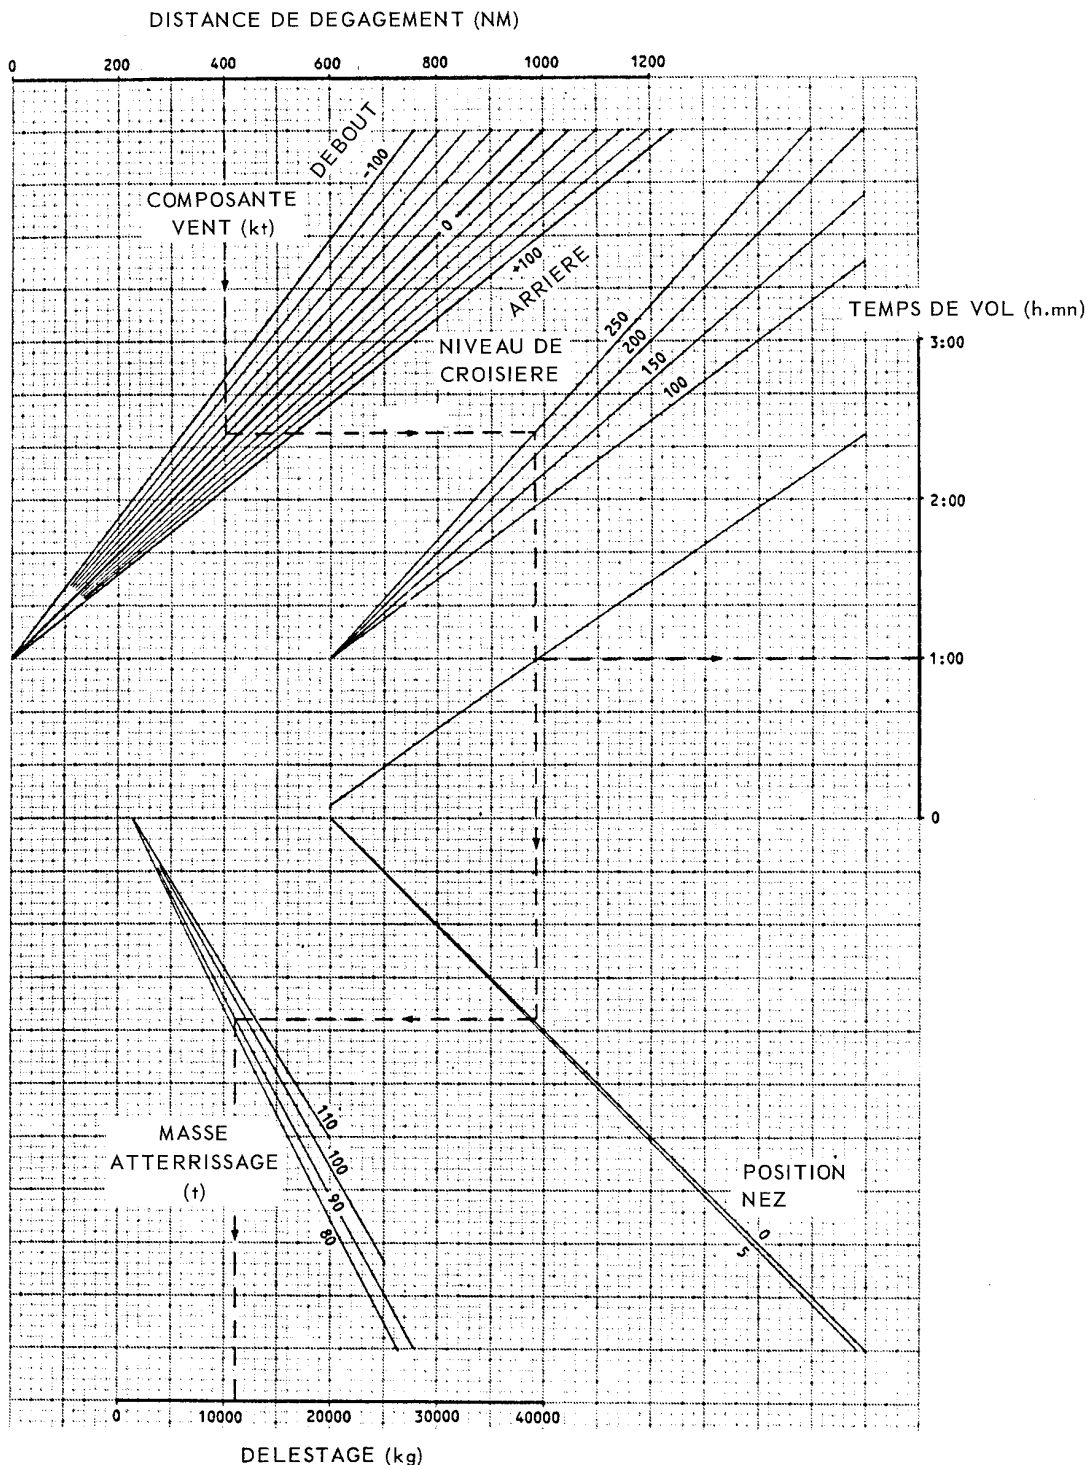 DISTANCE DE DEGAGEMENT (NM)
0 200 400 600 800 1000 1200
DEBOUT
-100
COMPOSANTE
VENT (kt)
0
+100
ARRIERE
TEMPS DE VOL (h.mn)
NIVEAU DE
CROISIERE
250
200
150
100
3:00
2:00
1:00
0
110
100
90
80
MASSE
ATTERRISSAGE
(t)
POSITION
NEZ
0
5
0 10000 20000 30000 40000
DELESTAGE (kg)